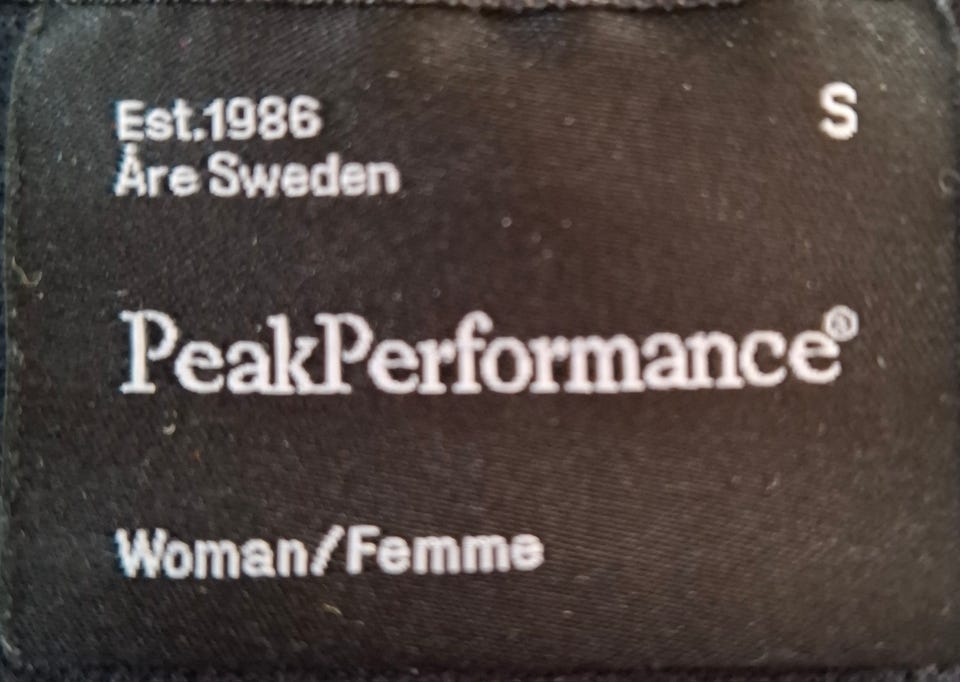 Est.1986
Åre Sweden
S
PeakPerformance®
Woman/Femme